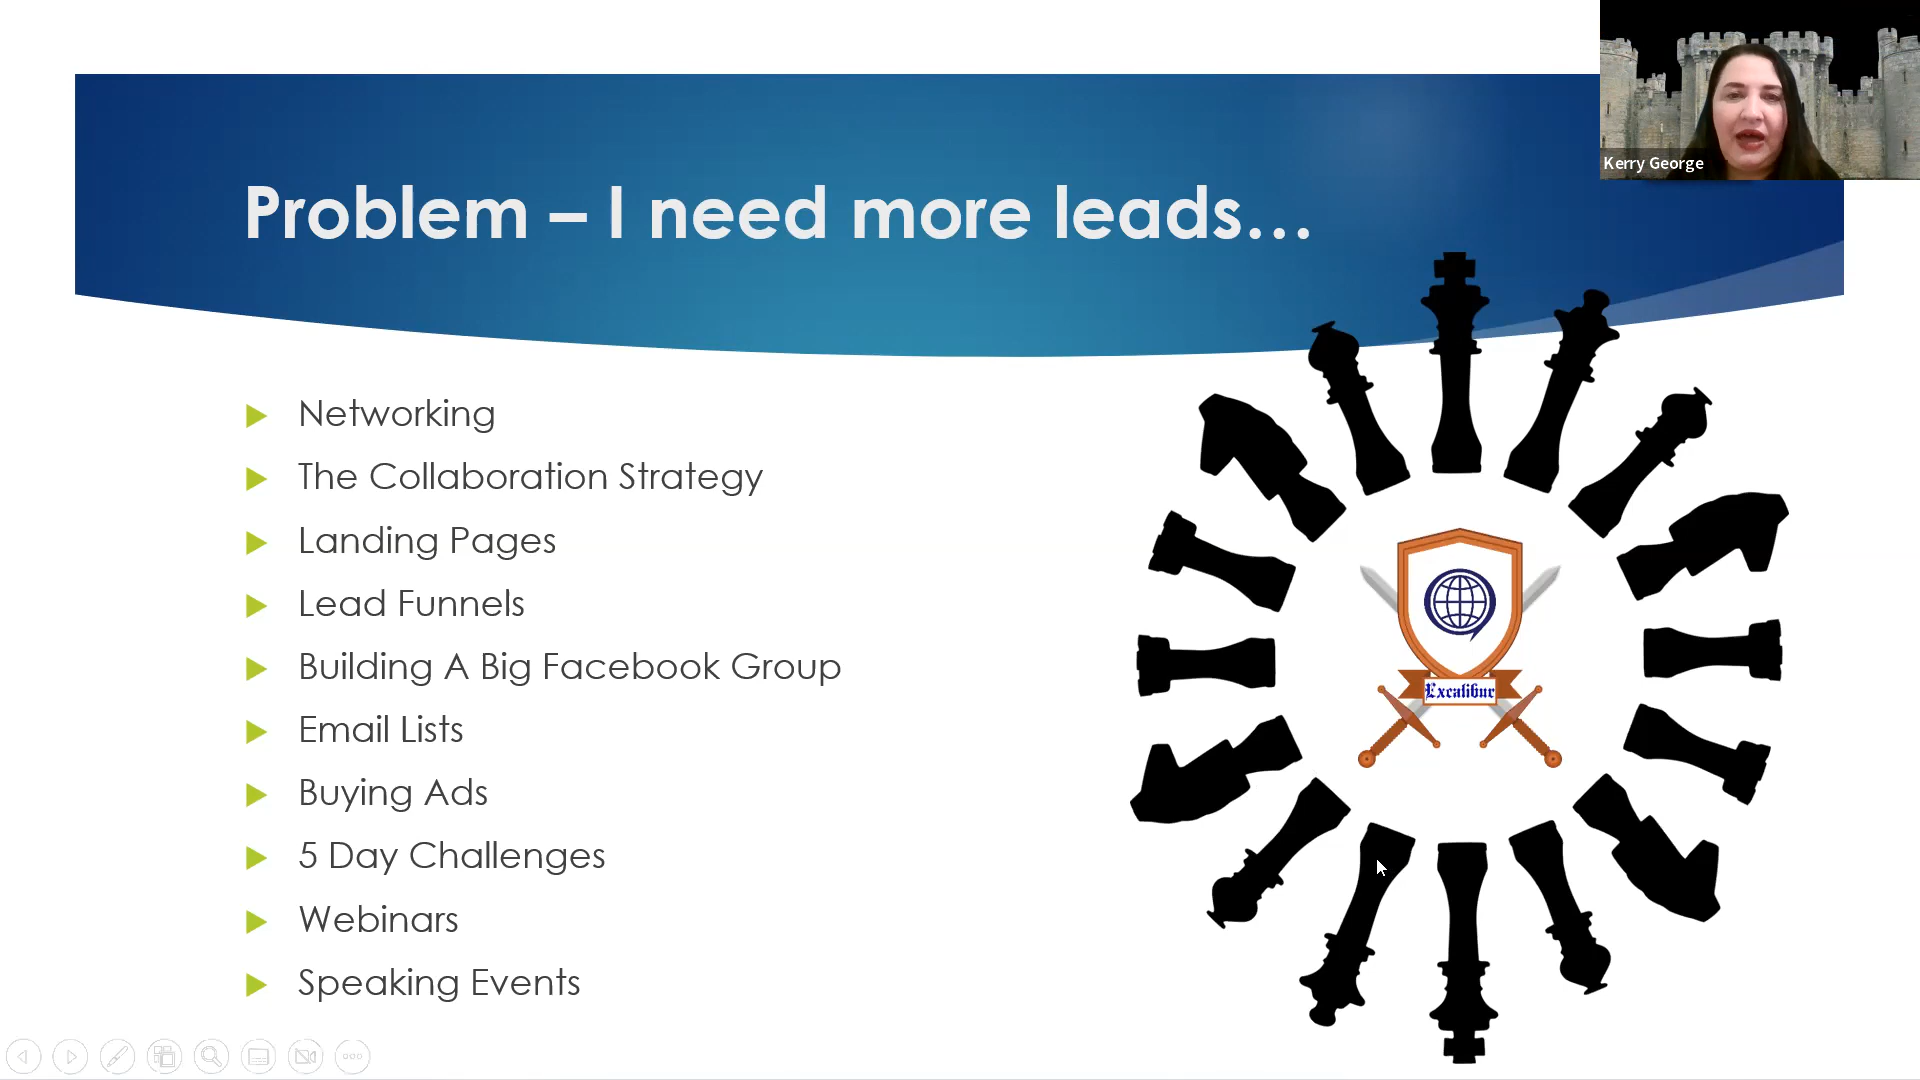 Kerry George
Problem – I need more leads…
Networking
The Collaboration Strategy
Landing Pages
Lead Funnels
Building A Big Facebook Group
Email Lists
Buying Ads
5 Day Challenges
Webinars
Speaking Events
Excalibur